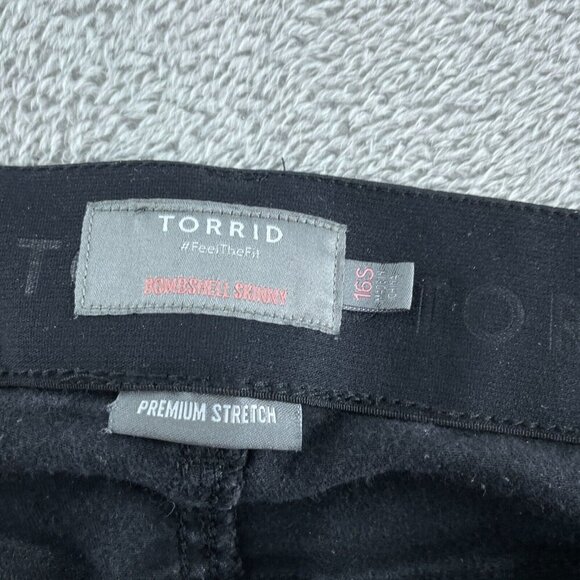 TORRID
#FeelTheFit
BOMBSHELL SKINNY
16S
PREMIUM STRETCH